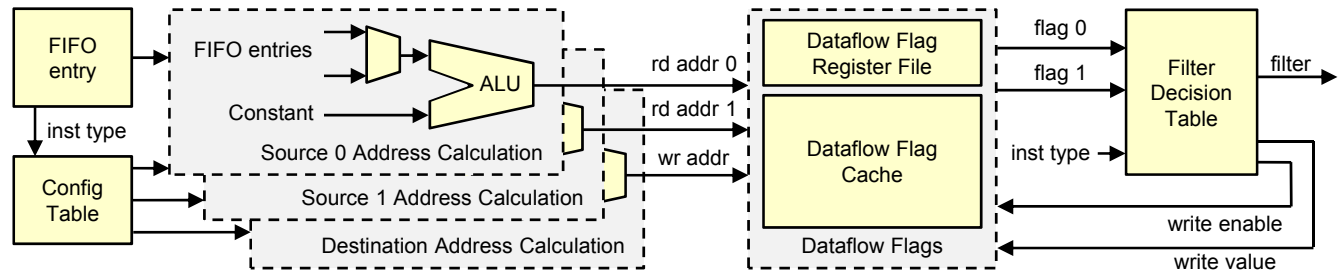 FIFO
entry
inst type
Config
Table
FIFO entries
ALU
Constant
Source 0 Address Calculation
Source 1 Address Calculation
Destination Address Calculation
rd addr 0
rd addr 1
wr addr
Dataflow Flag
Register File
Dataflow Flag
Cache
Dataflow Flags
flag 0
flag 1
inst type
Filter
Decision
Table
filter
write enable
write value